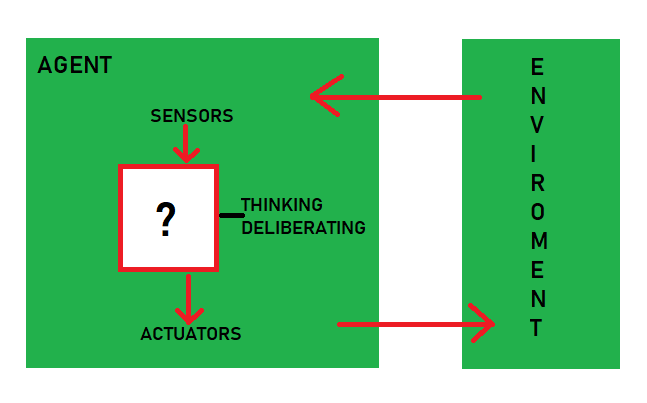 AGENT
SENSORS
?
THINKING
DELIBERATING
ACTUATORS
E
N
V
I
R
O
M
E
N
T